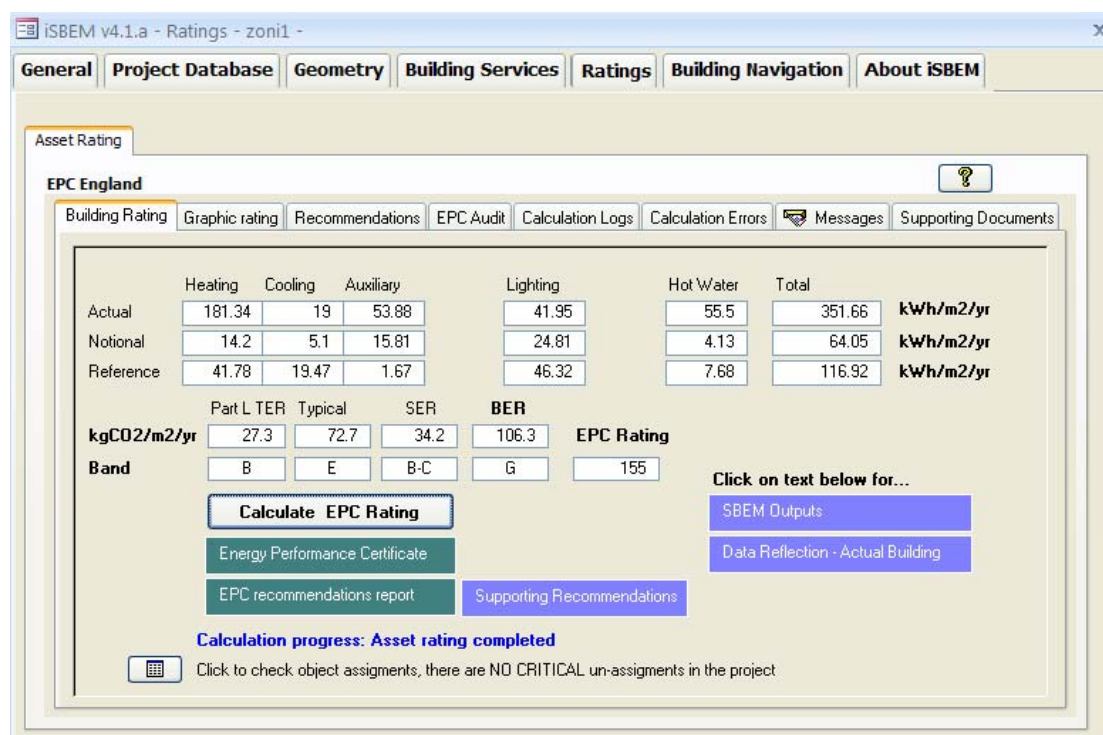 iSBEM v4.1.a - Ratings - zoni1 -
General Project Database Geometry Building Services Ratings Building Navigation About iSBEM
Asset Rating
EPC England ?
Building Rating Graphic rating Recommendations EPC Audit Calculation Logs Calculation Errors Messages Supporting Documents
Heating Cooling Auxiliary Lighting Hot Water Total
Actual 181.34 19 53.88 41.95 55.5 351.66 kWh/m2/yr
Notional 14.2 5.1 15.81 24.81 4.13 64.05 kWh/m2/yr
Reference 41.78 19.47 1.67 46.32 7.68 116.92 kWh/m2/yr
Part L TER Typical SER BER
kgCO2/m2/yr 27.3 72.7 34.2 106.3 EPC Rating
Band B E B-C G 155
Click on text below for...
Calculate EPC Rating SBEM Outputs
Energy Performance Certificate Data Reflection - Actual Building
EPC recommendations report Supporting Recommendations
Calculation progress: Asset rating completed
Click to check object assigments, there are NO CRITICAL un-assigments in the project